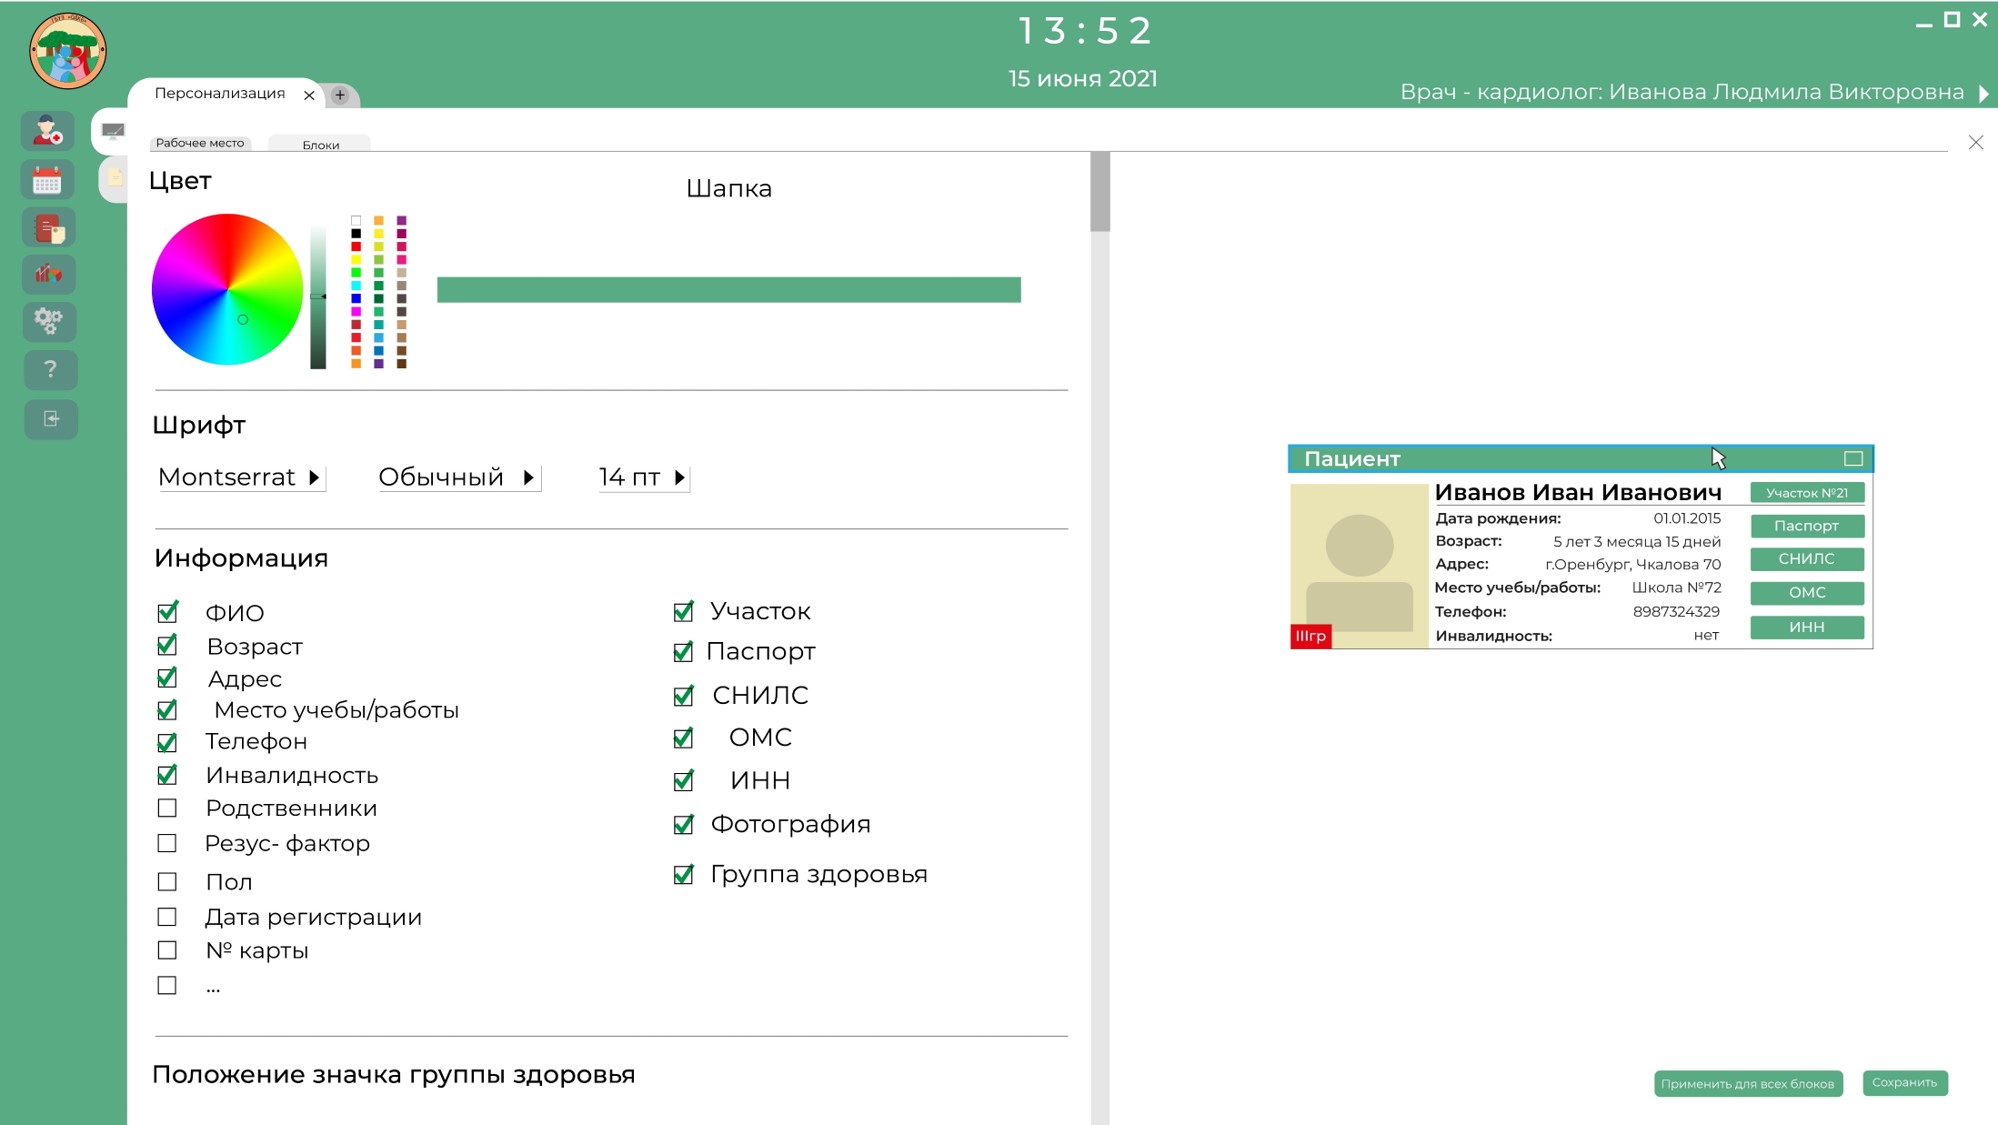 13:52
15 июня 2021
Врач - кардиолог: Иванова Людмила Викторовна
Персонализация
Рабочее место
Блоки
Цвет
Шапка
Шрифт
Montserrat
Обычный
14 пт
Информация
ФИО
Возраст
Адрес
Место учебы/работы
Телефон
Инвалидность
Родственники
Резус- фактор
Пол
Дата регистрации
№ карты
...
Участок
Паспорт
СНИЛС
ОМС
ИНН
Фотография
Группа здоровья
Положение значка группы здоровья
Пациент
Иванов Иван Иванович
Дата рождения: 01.01.2015
Возраст: 5 лет 3 месяца 15 дней
Адрес: г.Оренбург, Чкалова 70
Место учебы/работы: Школа №72
Телефон: 8987324329
Инвалидность: нет
IIIгр
Участок №21
Паспорт
СНИЛС
ОМС
ИНН
Применить для всех блоков
Сохранить